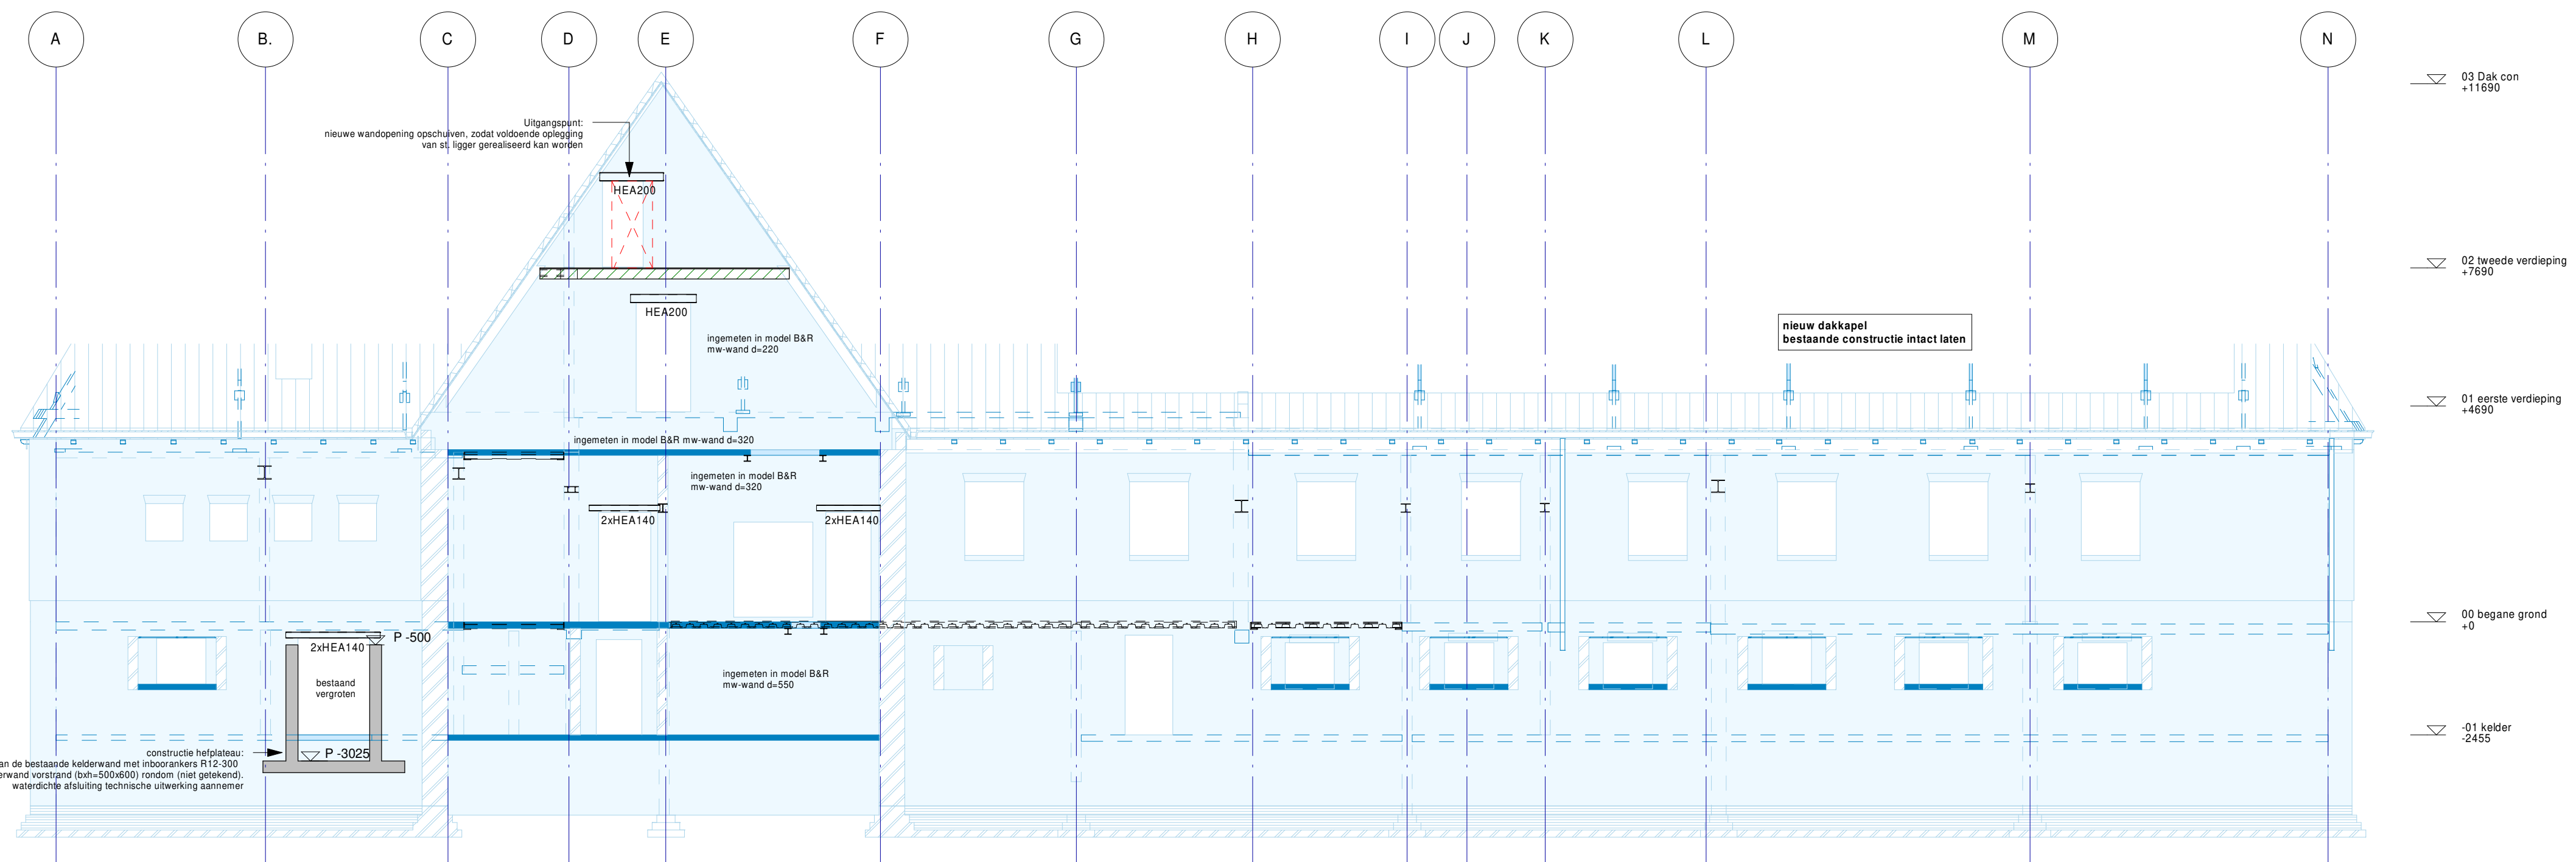 A B. C D E F G H I J K L M N
03 Dak con
+11690
Uitgangspunt:
nieuwe wandopening opschuiven, zodat voldoende oplegging
van st. ligger gerealiseerd kan worden
HEA200
02 tweede verdieping
+7690
HEA200
nieuw dakkapel
bestaande constructie intact laten
ingemeten in model B&R
mw-wand d=220
01 eerste verdieping
+4690
ingemeten in model B&R mw-wand d=320
ingemeten in model B&R
mw-wand d=320
2xHEA140
2xHEA140
00 begane grond
+0
P -500
2xHEA140
bestaand
vergroten
ingemeten in model B&R
mw-wand d=550
-01 kelder
-2455
constructie hefplateau:
P -3025
an de bestaande kelderwand met inboorankers R12-300
erwand vorstrand (bxh=500x600) rondom (niet getekend).
waterdichte afsluiting technische uitwerking aannemer